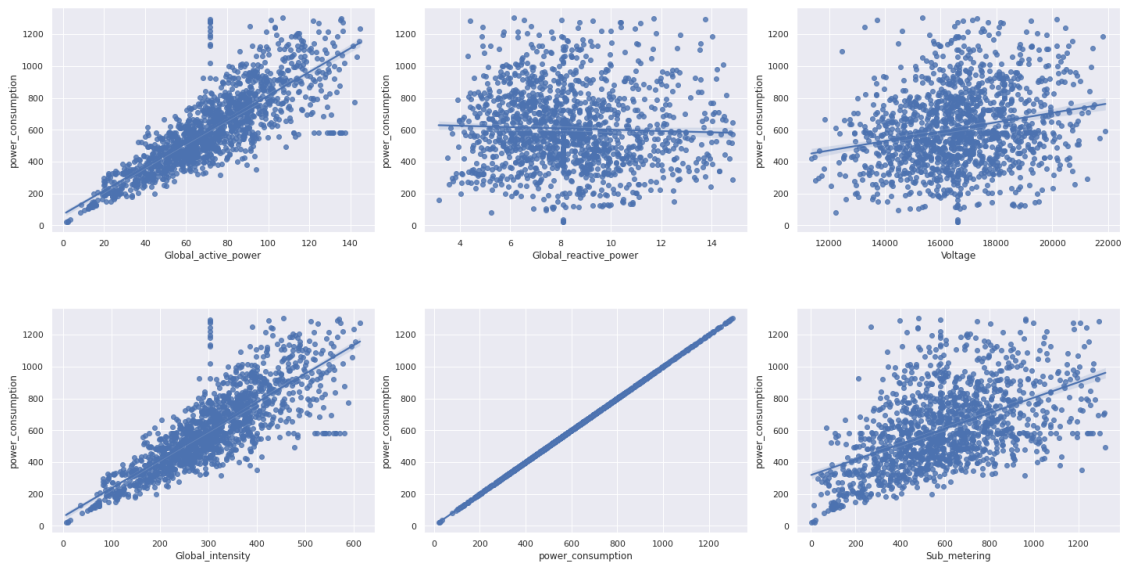 1200
1000
800
600
400
200
0
power_consumption
0 20 40 60 80 100 120 140
Global_active_power
1200
1000
800
600
400
200
0
power_consumption
4 6 8 10 12 14
Global_reactive_power
1200
1000
800
600
400
200
0
power_consumption
12000 14000 16000 18000 20000 22000
Voltage
1200
1000
800
600
400
200
0
power_consumption
0 100 200 300 400 500 600
Global_intensity
1200
1000
800
600
400
200
0
power_consumption
0 200 400 600 800 1000 1200
power_consumption
1200
1000
800
600
400
200
0
power_consumption
0 200 400 600 800 1000 1200
Sub_metering